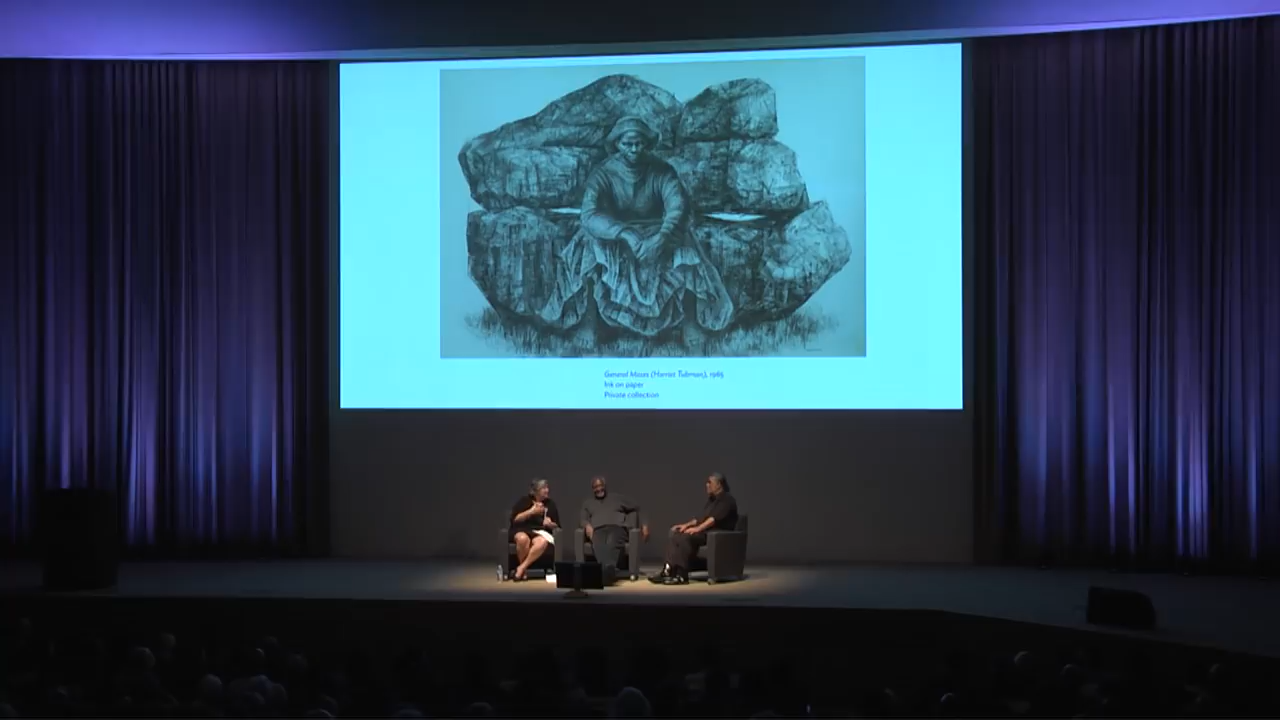 General Moses (Harriet Tubman), 1965
Ink on paper
Private collection